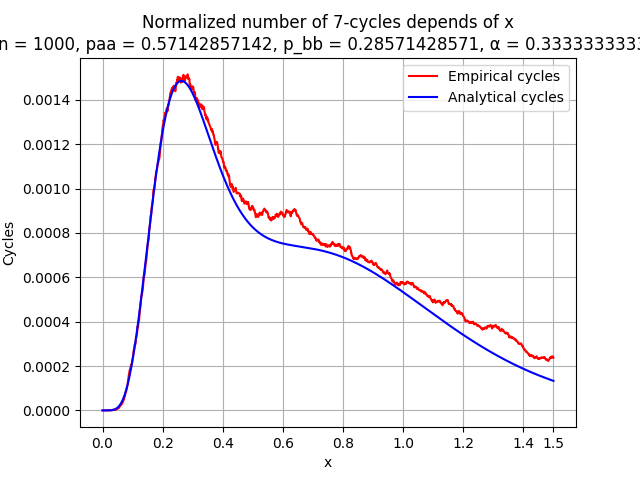 Normalized number of 7-cycles depends of x
n = 1000, paa = 0.57142857142, p_bb = 0.28571428571, α = 0.3333333333
Empirical cycles
Analytical cycles
0.0014
0.0012
0.0010
0.0008
0.0006
0.0004
0.0002
0.0000
Cycles
0.0 0.2 0.4 0.6 0.8 1.0 1.2 1.4 1.5
x